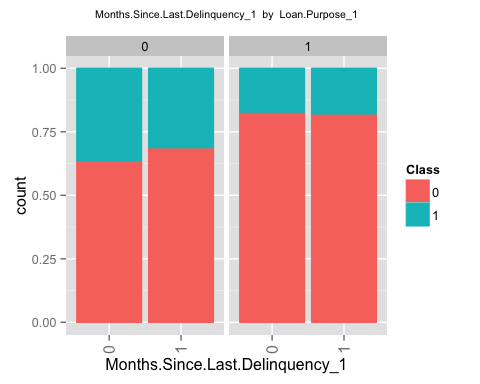 Months.Since.Last.Delinquency_1 by Loan.Purpose_1
0 1
1.00
0.75
0.50
0.25
0.00
count
0 1 0 1
Months.Since.Last.Delinquency_1
Class
0
1